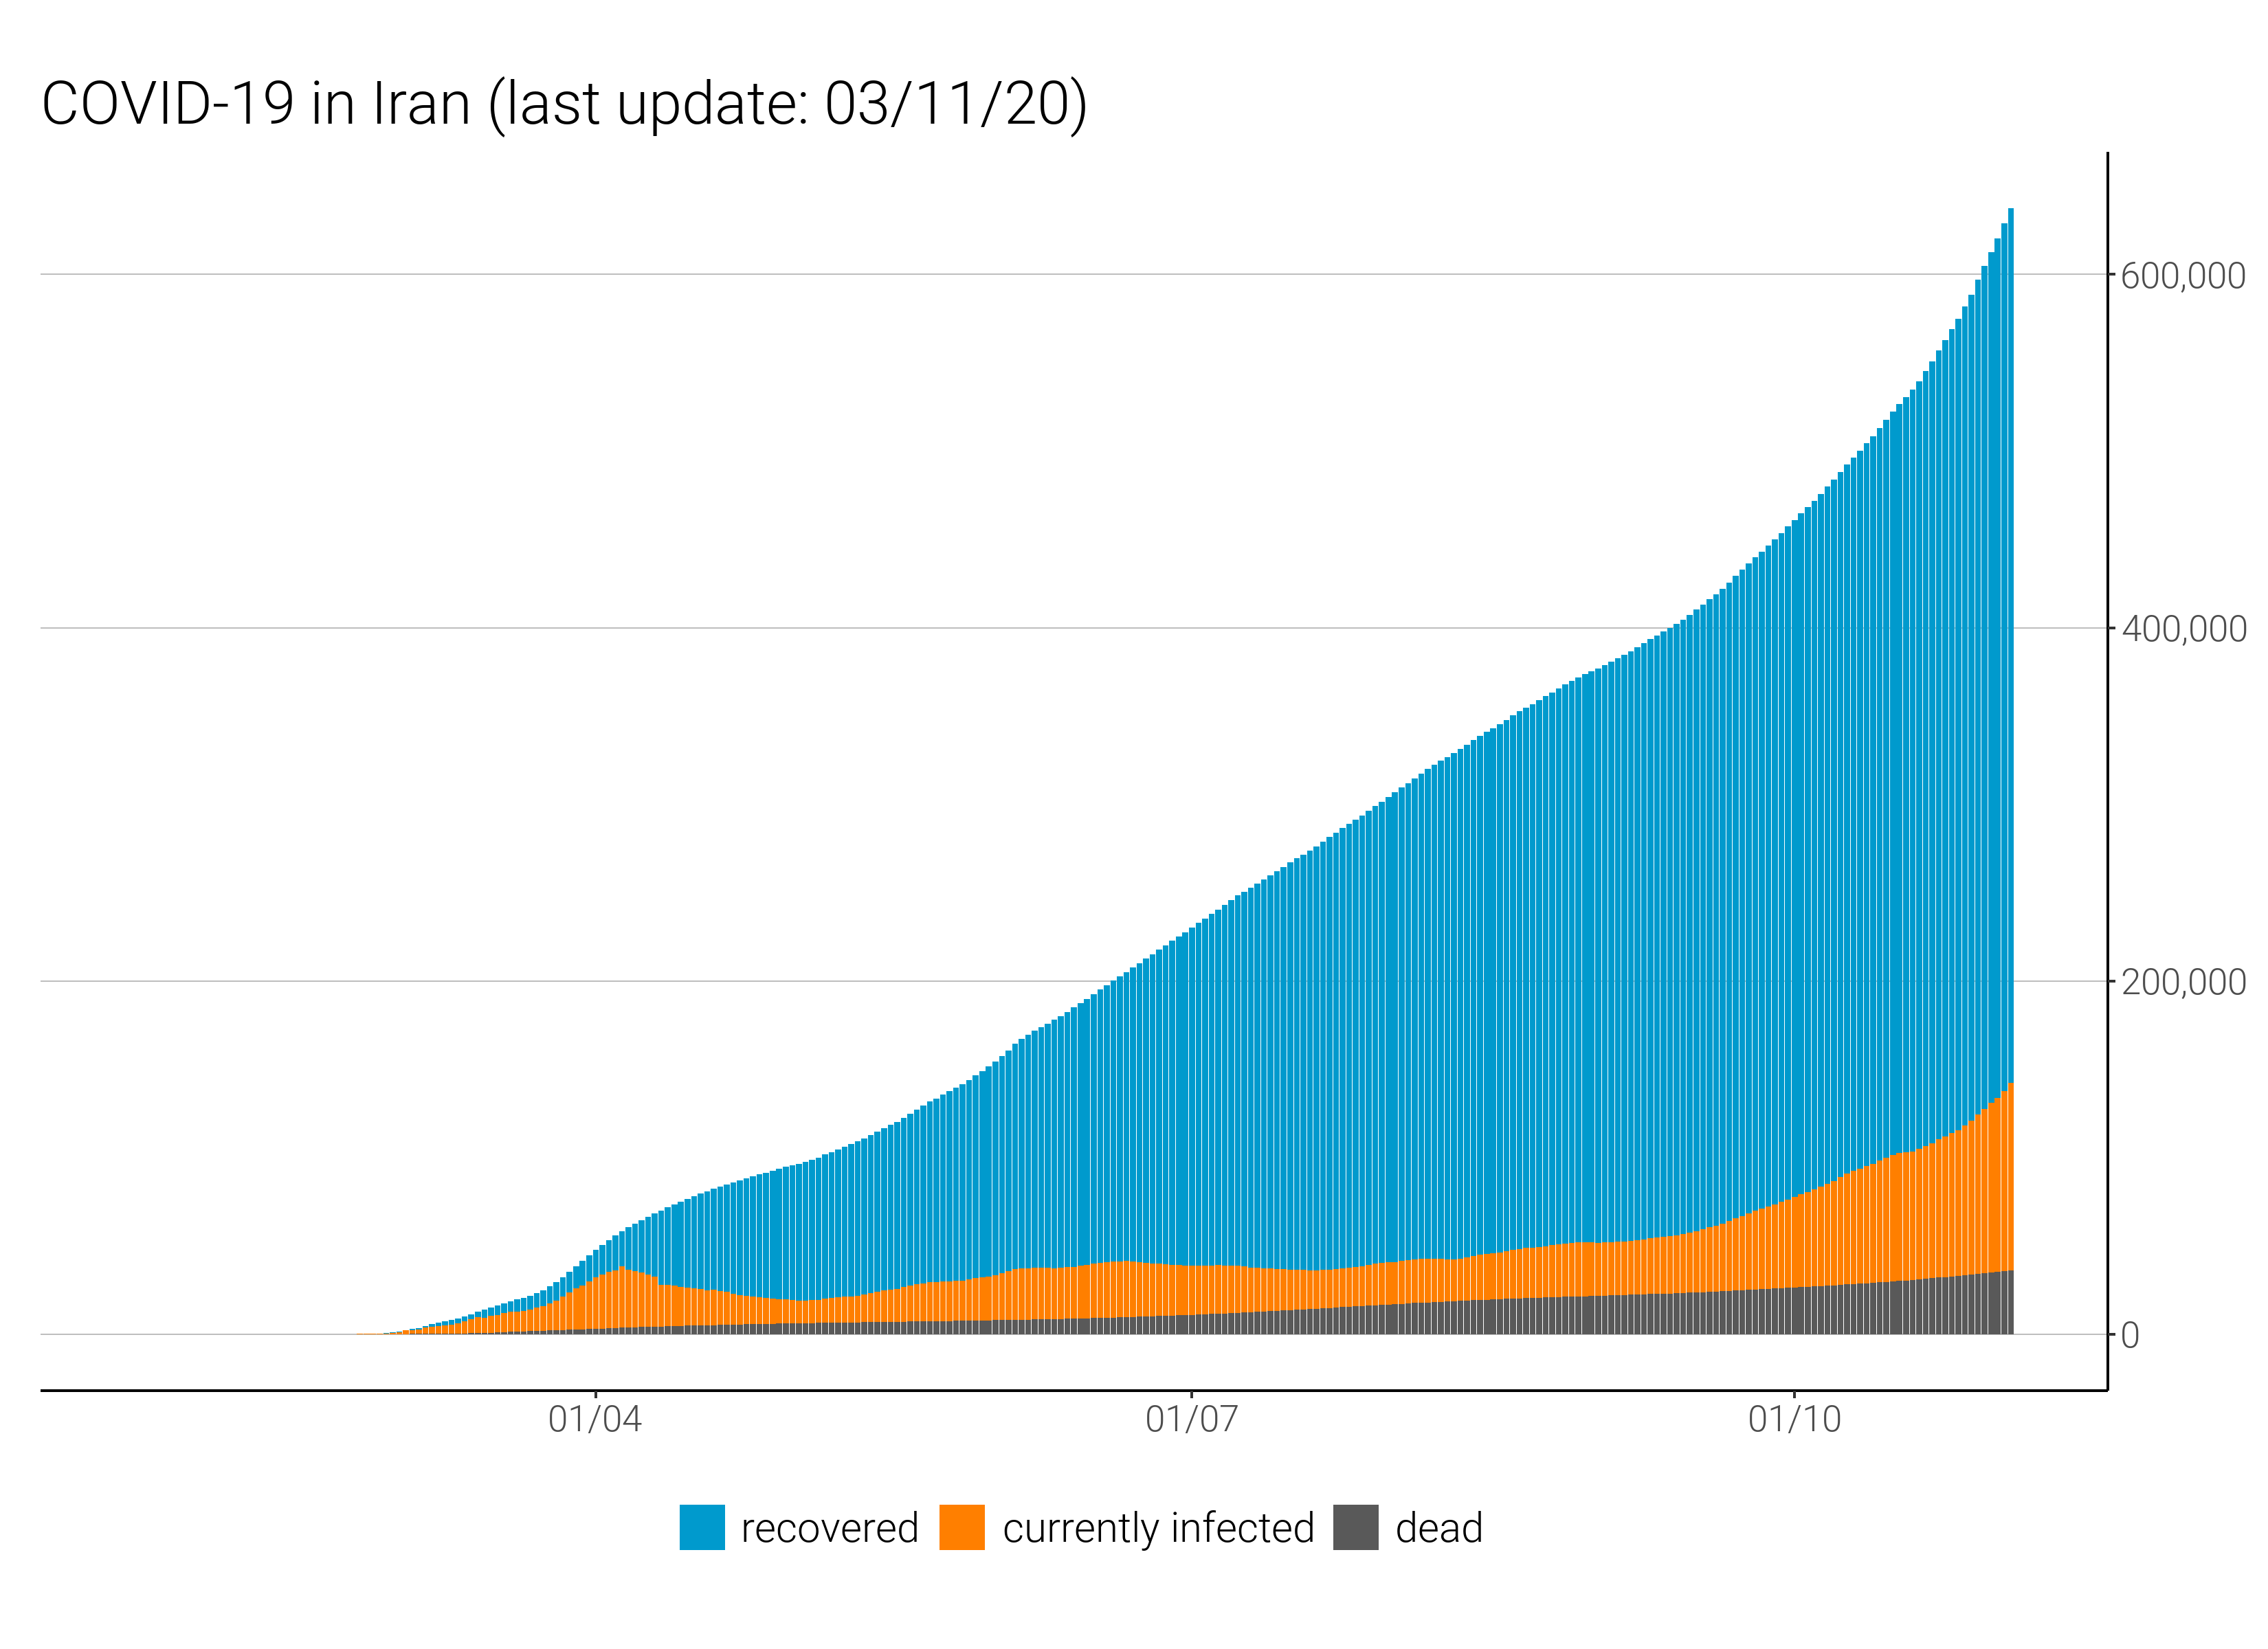 COVID-19 in Iran (last update: 03/11/20)
600,000
400,000
200,000
0
01/04 01/07 01/10
recovered currently infected dead